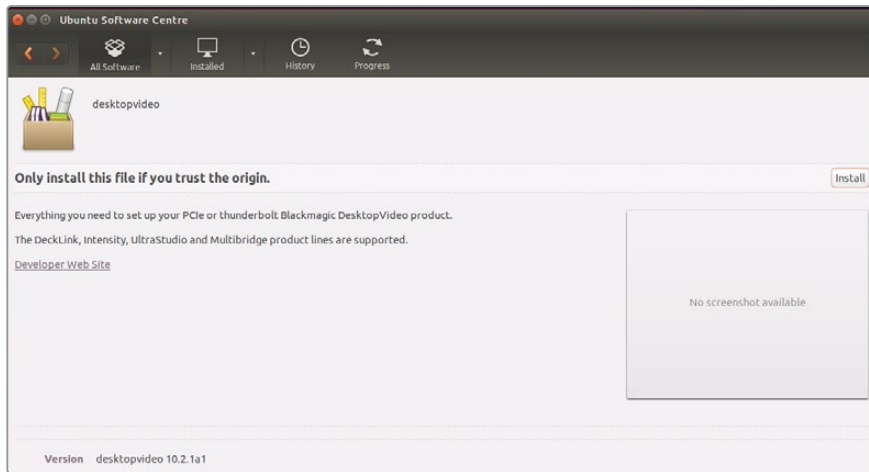 Ubuntu Software Centre
All Software
Installed
History
Progress
desktopvideo
Only install this file if you trust the origin.
Install
Everything you need to set up your PCIe or thunderbolt Blackmagic DesktopVideo product.
The DeckLink, Intensity, UltraStudio and Multibridge product lines are supported.
Developer Web Site
No screenshot available
Version desktopvideo 10.2.1a1